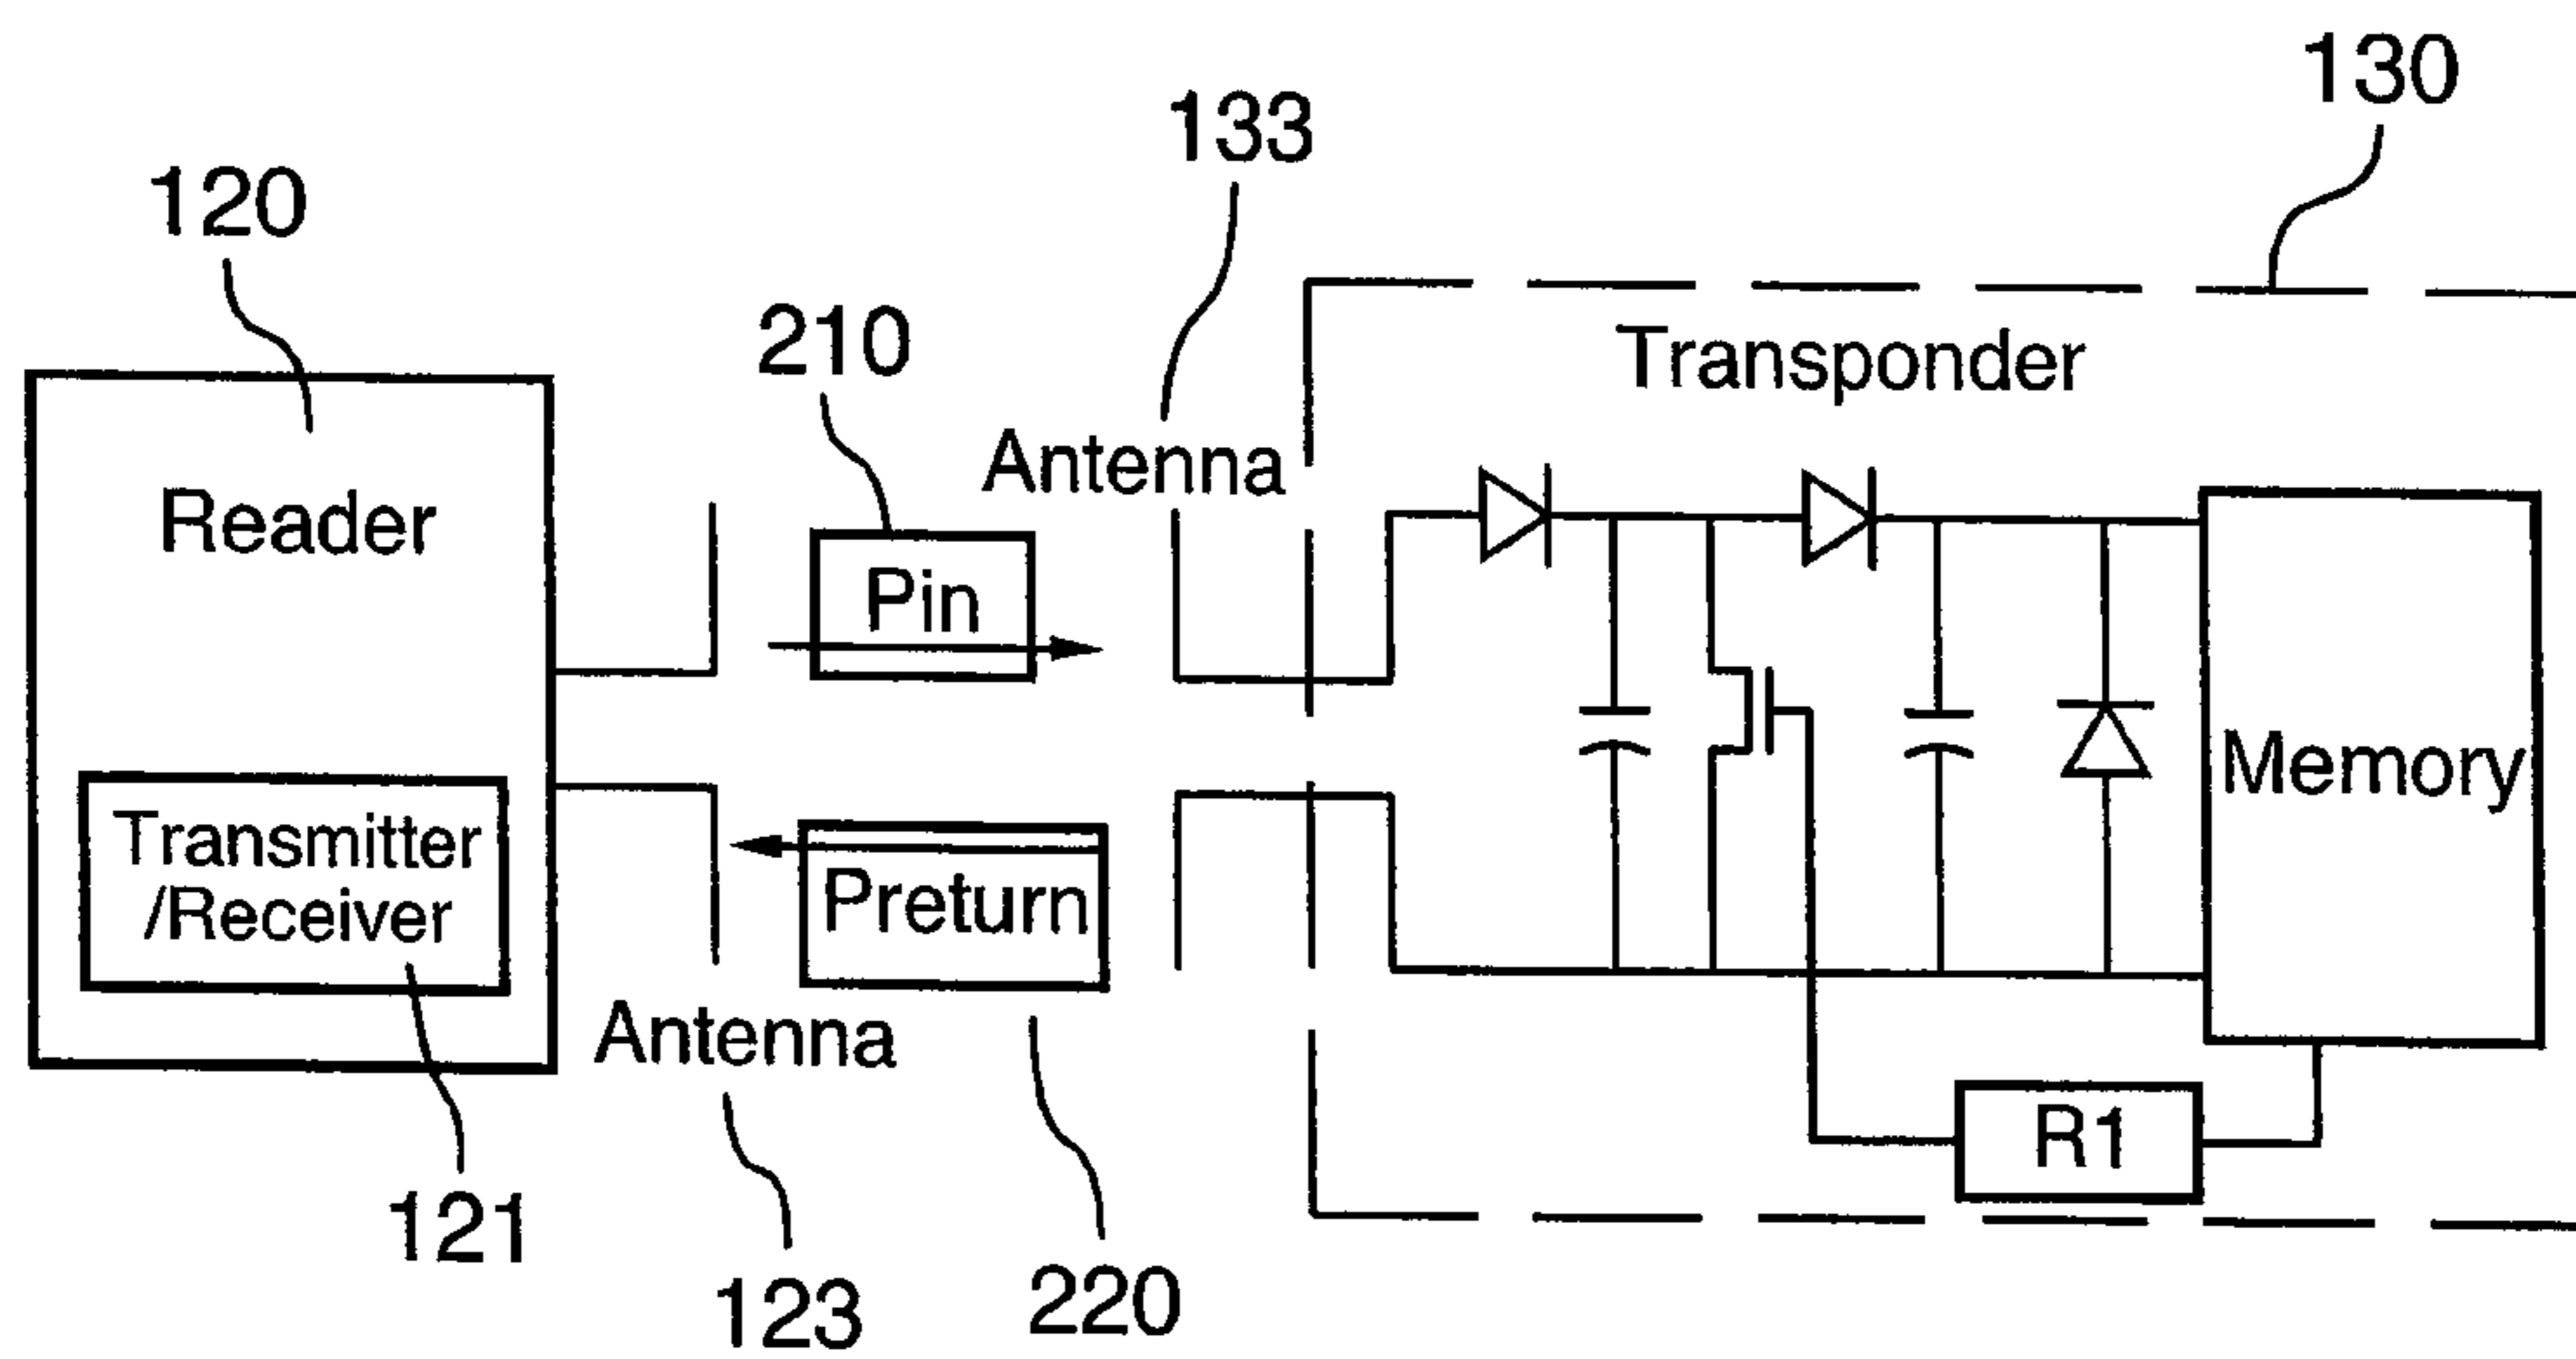 130
133
120
210
Transponder
Antenna
Reader
Pin
Memory
Transmitter
/Receiver
Preturn
Antenna
R1
121
123
220